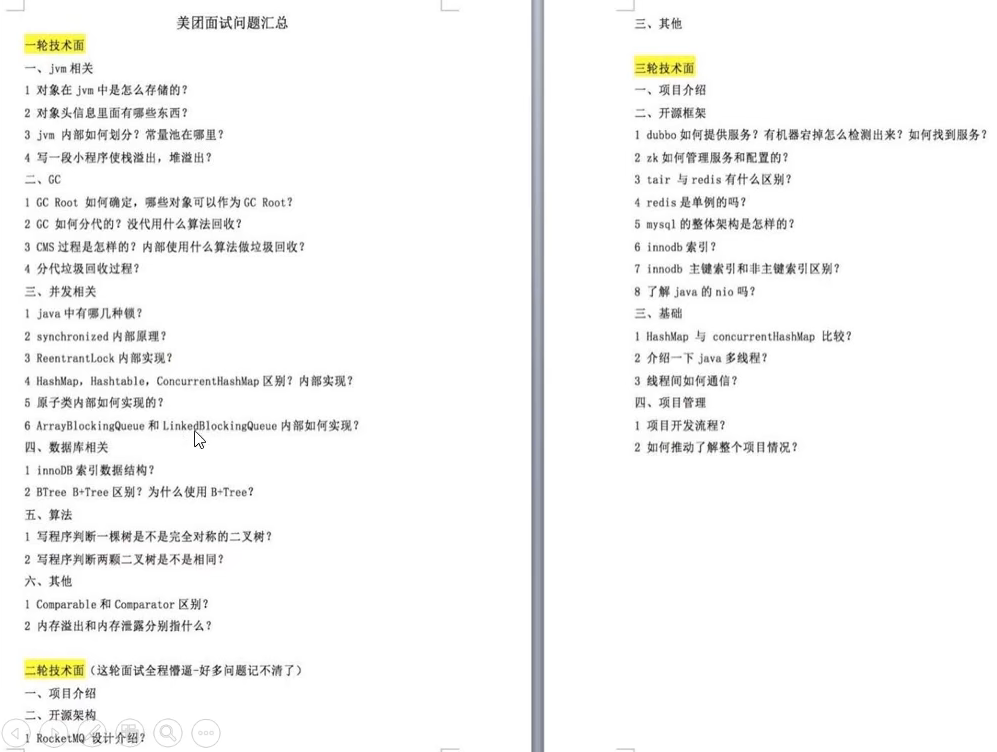 美团面试问题汇总
一轮技术面
一、jvm 相关
1 对象在 jvm 中是怎么存储的？
2 对象头信息里面有哪些东西？
3 jvm 内部如何划分？常量池在哪里？
4 写一段小程序使栈溢出，堆溢出？
二、GC
1 GC Root 如何确定，哪些对象可以作为 GC Root？
2 GC 如何分代的？没代用什么算法回收？
3 CMS 过程是怎样的？内部使用什么算法做垃圾回收？
4 分代垃圾回收过程？
三、并发相关
1 java 中有哪几种锁？
2 synchronized 内部原理？
3 ReentrantLock 内部实现？
4 HashMap，Hashtable，ConcurrentHashMap 区别？内部实现？
5 原子类内部如何实现的？
6 ArrayBlockingQueue 和 LinkedBlockingQueue 内部如何实现？
四、数据库相关
1 innoDB 索引数据结构？
2 BTree B+Tree 区别？为什么使用 B+Tree？
五、算法
1 写程序判断一棵树是不是完全对称的二叉树？
2 写程序判断两颗二叉树是不是相同？
六、其他
1 Comparable 和 Comparator 区别？
2 内存溢出和内存泄露分别指什么？
二轮技术面（这轮面试全程懵逼-好多问题记不清了）
一、项目介绍
二、开源架构
1 RocketMQ 设计介绍？
三、其他
三轮技术面
一、项目介绍
二、开源框架
1 dubbo 如何提供服务？有机器宕掉怎么检测出来？如何找到服务？
2 zk 如何管理服务和配置的？
3 tair 与 redis 有什么区别？
4 redis 是单例的吗？
5 mysql 的整体架构是怎样的？
6 innodb 索引？
7 innodb 主键索引和非主键索引区别？
8 了解 java 的 nio 吗？
三、基础
1 HashMap 与 concurrentHashMap 比较？
2 介绍一下 java 多线程？
3 线程间如何通信？
四、项目管理
1 项目开发流程？
2 如何推动了解整个项目情况？